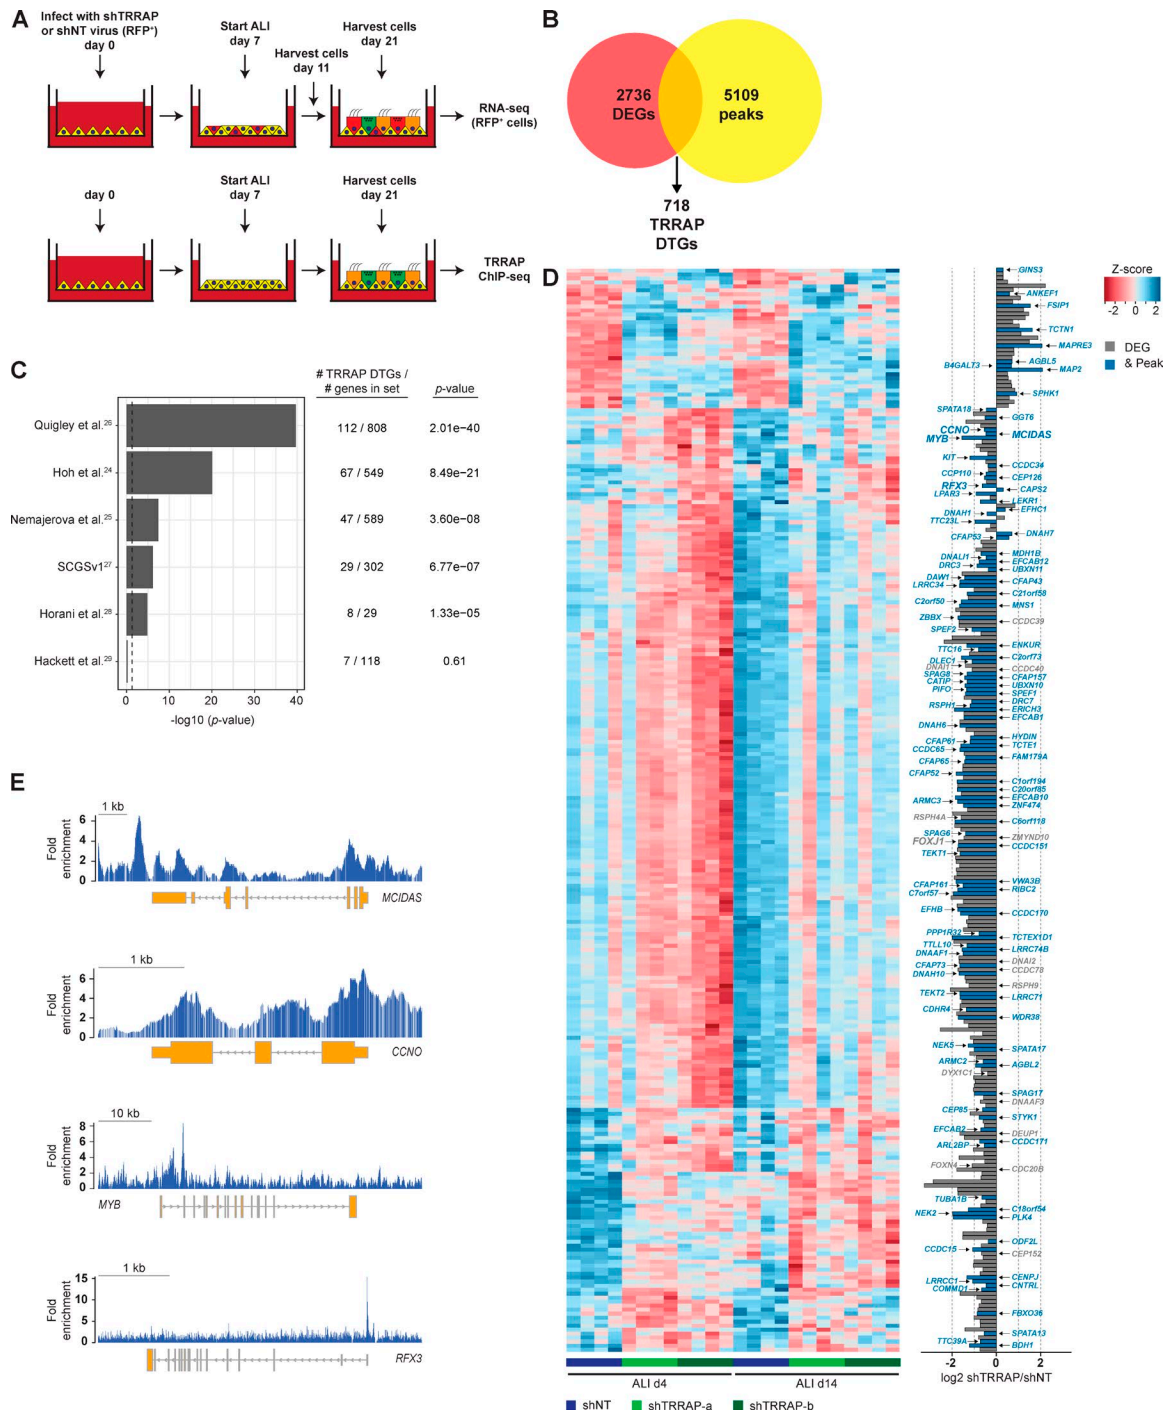 A
Infect with shTRRAP
or shNT virus (RFP+)
day 0
Start ALI
day 7
Harvest cells
day 11
Harvest cells
day 21
RNA-seq
(RFP+ cells)
day 0
Start ALI
day 7
Harvest cells
day 21
TRRAP
ChIP-seq
B
2736
DEGs
5109
peaks
718
TRRAP
DTGs
C
# TRRAP DTGs /
# genes in set
p-value
Quigley et al.26 112 / 808 2.01e-40
Hoh et al.24 67 / 549 8.49e-21
Nemajerova et al.25 47 / 589 3.60e-08
SCGSv127 29 / 302 6.77e-07
Horani et al.28 8 / 29 1.33e-05
Hackett et al.29 7 / 118 0.61
0 10 20 30 40
-log10 (p-value)
D
Z-score
-2 0 2
DEG
& Peak
GINS3
ANKEF1
FSIP1
TCTN1
MAPRE3
AGBL5
B4GALT3
MAP2
SPHK1
SPATA18
GGT6
CCNO
MCIDAS
MYB
KIT
CCDC34
CCP110
CEP126
RFX3
CAPS2
LPAR3
LEKR1
EFHC1
DNAH1
TTC23L
DNAH7
CFAP53
MDH1B
DNALI1
EFCAB12
DRC3
UBXN11
DAW1
CFAP43
LRRC34
C21orf58
C2orf50
MNS1
ZBBX
CCDC39
SPEF2
ENKUR
TTC16
C2orf73
DLEC1
DNAI1
CCDC40
SPAG8
CFAP157
CATIP
UBXN10
PIFO
SPEF1
DRC7
RSPH1
ERICH3
EFCAB1
DNAH6
HYDIN
CFAP61
TCTE1
CCDC65
FAM179A
CFAP65
CFAP52
C1orf194
C20orf85
EFCAB10
ARMC3
ZNF474
RSPH4A
C6orf118
SPAG6
ZMYND10
FOXJ1
CCDC151
TEKT1
VWA3B
CFAP161
RIBC2
C7orf57
EFHB
CCDC170
PPP1R32
TCTEX1D1
TTLL10
LRRC74B
DNAAF1
DNAI2
CFAP73
CCDC78
DNAH10
RSPH9
TEKT2
LRRC71
CDHR4
WDR38
NEK5
SPATA17
ARMC2
AGBL2
DYX1C1
SPAG17
DNAAF3
CEP85
STYK1
EFCAB2
DEUP1
CCDC171
ARL2BP
FOXN4
CDC20B
TUBA1B
C18orf54
NEK2
PLK4
ODF2L
CCDC15
CEP152
CENPJ
LRRCC1
CNTRL
COMMD1
FBXO36
SPATA13
TTC39A
BDH1
-2 0 2
log2 shTRRAP/shNT
ALI d4 ALI d14
shNT shTRRAP-a shTRRAP-b
E
1 kb
Fold
enrichment
6
4
2
0
MCIDAS
1 kb
Fold
enrichment
6
4
2
0
CCNO
10 kb
Fold
enrichment
8
6
4
2
0
MYB
1 kb
Fold
enrichment
15
10
5
0
RFX3